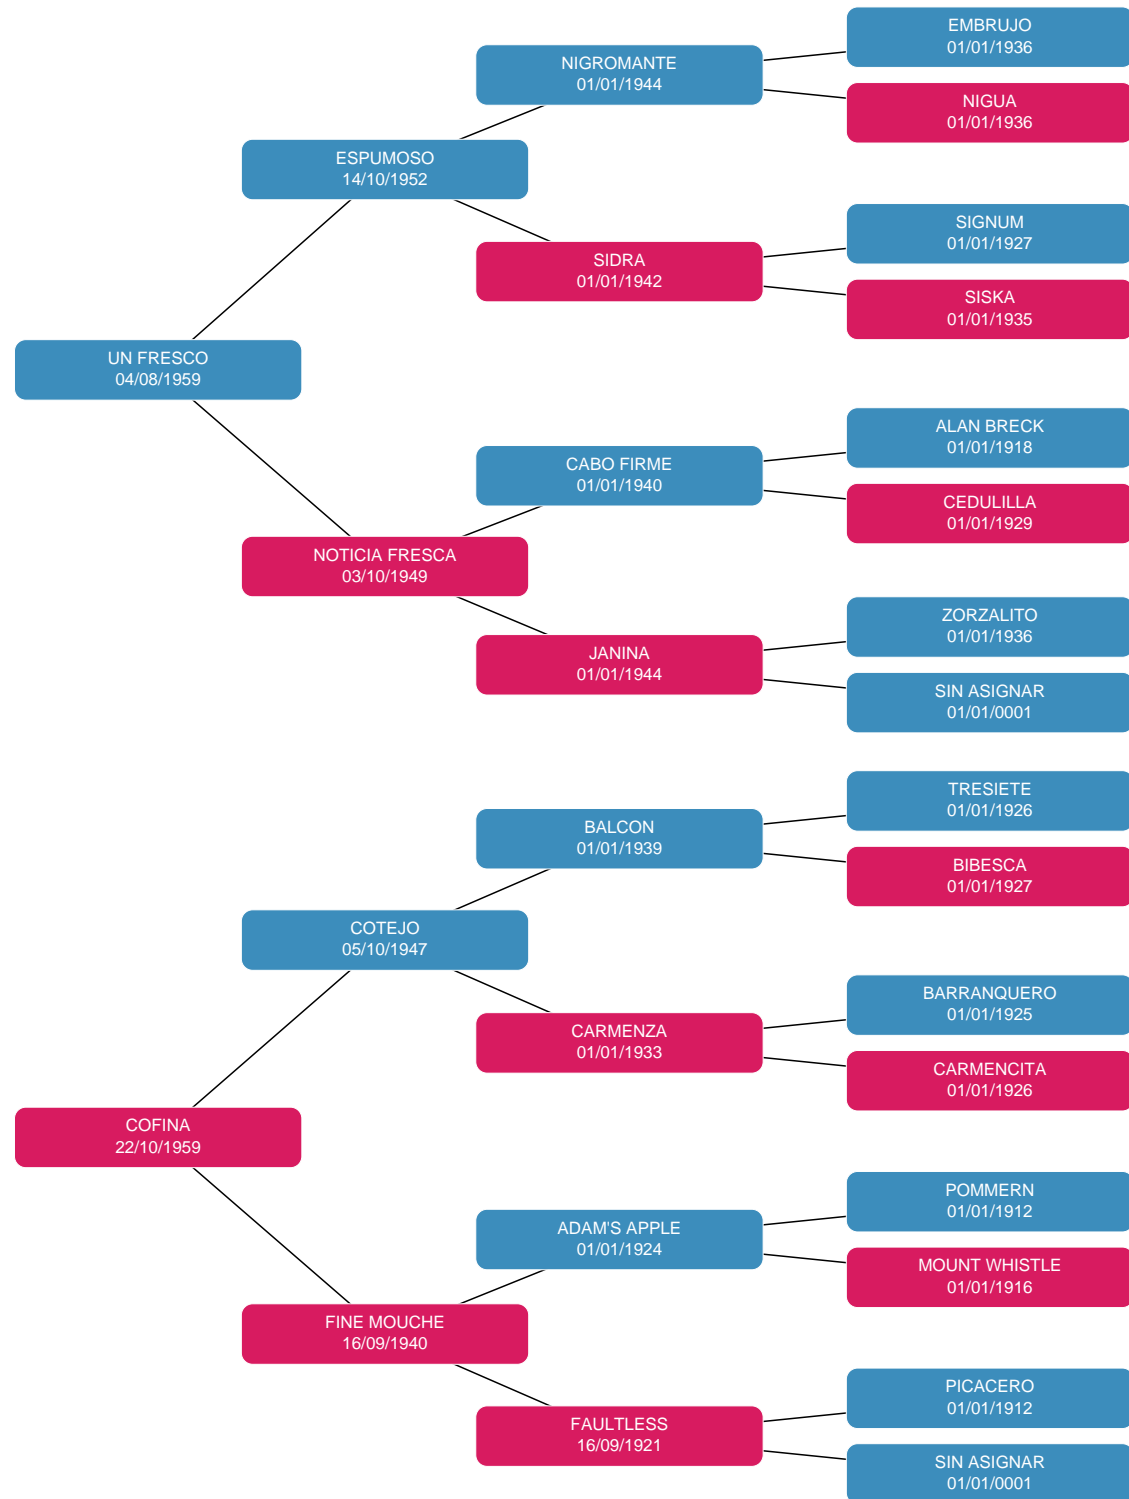 EMBRUJO
01/01/1936
NIGROMANTE
01/01/1944
NIGUA
01/01/1936
ESPUMOSO
14/10/1952
SIGNUM
01/01/1927
SIDRA
01/01/1942
SISKA
01/01/1935
UN FRESCO
04/08/1959
ALAN BRECK
01/01/1918
CABO FIRME
01/01/1940
CEDULILLA
01/01/1929
NOTICIA FRESCA
03/10/1949
ZORZALITO
01/01/1936
JANINA
01/01/1944
SIN ASIGNAR
01/01/0001
TRESIETE
01/01/1926
BALCON
01/01/1939
BIBESCA
01/01/1927
COTEJO
05/10/1947
BARRANQUERO
01/01/1925
CARMENZA
01/01/1933
CARMENCITA
01/01/1926
COFINA
22/10/1959
POMMERN
01/01/1912
ADAM'S APPLE
01/01/1924
MOUNT WHISTLE
01/01/1916
FINE MOUCHE
16/09/1940
PICACERO
01/01/1912
FAULTLESS
16/09/1921
SIN ASIGNAR
01/01/0001